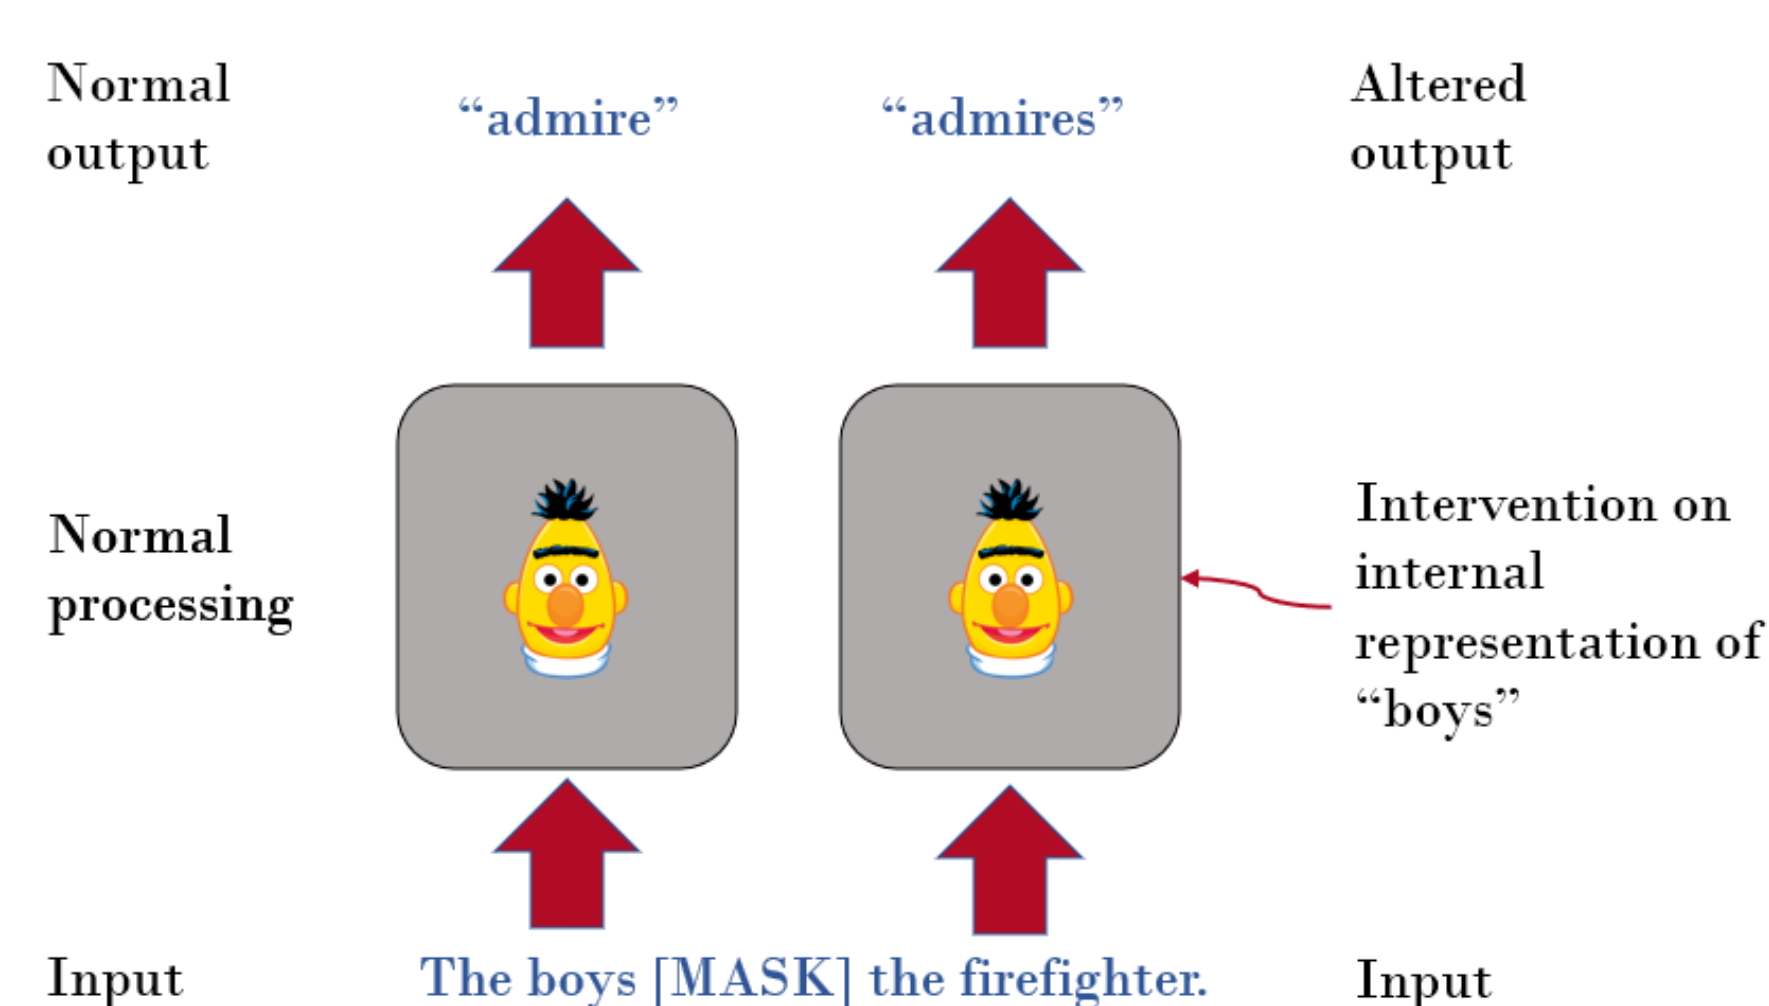 Normal
output
“admire”
“admires”
Altered
output
Normal
processing
Intervention on
internal
representation of
“boys”
Input
The boys [MASK] the firefighter.
Input